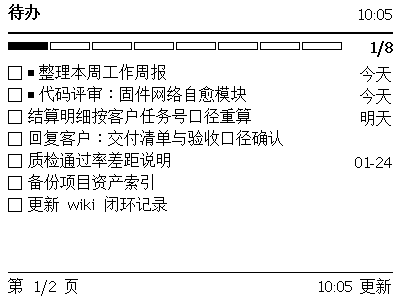 待办 10:05
1/8
□ ▪ 整理本周工作周报 今天
□ ▪ 代码评审：固件网络自愈模块 今天
□ 结算明细按客户任务号口径重算 明天
□ 回复客户：交付清单与验收口径确认
□ 质检通过率差距说明 01-24
□ 备份项目资产索引
□ 更新 wiki 闭环记录
第 1/2 页 10:05 更新